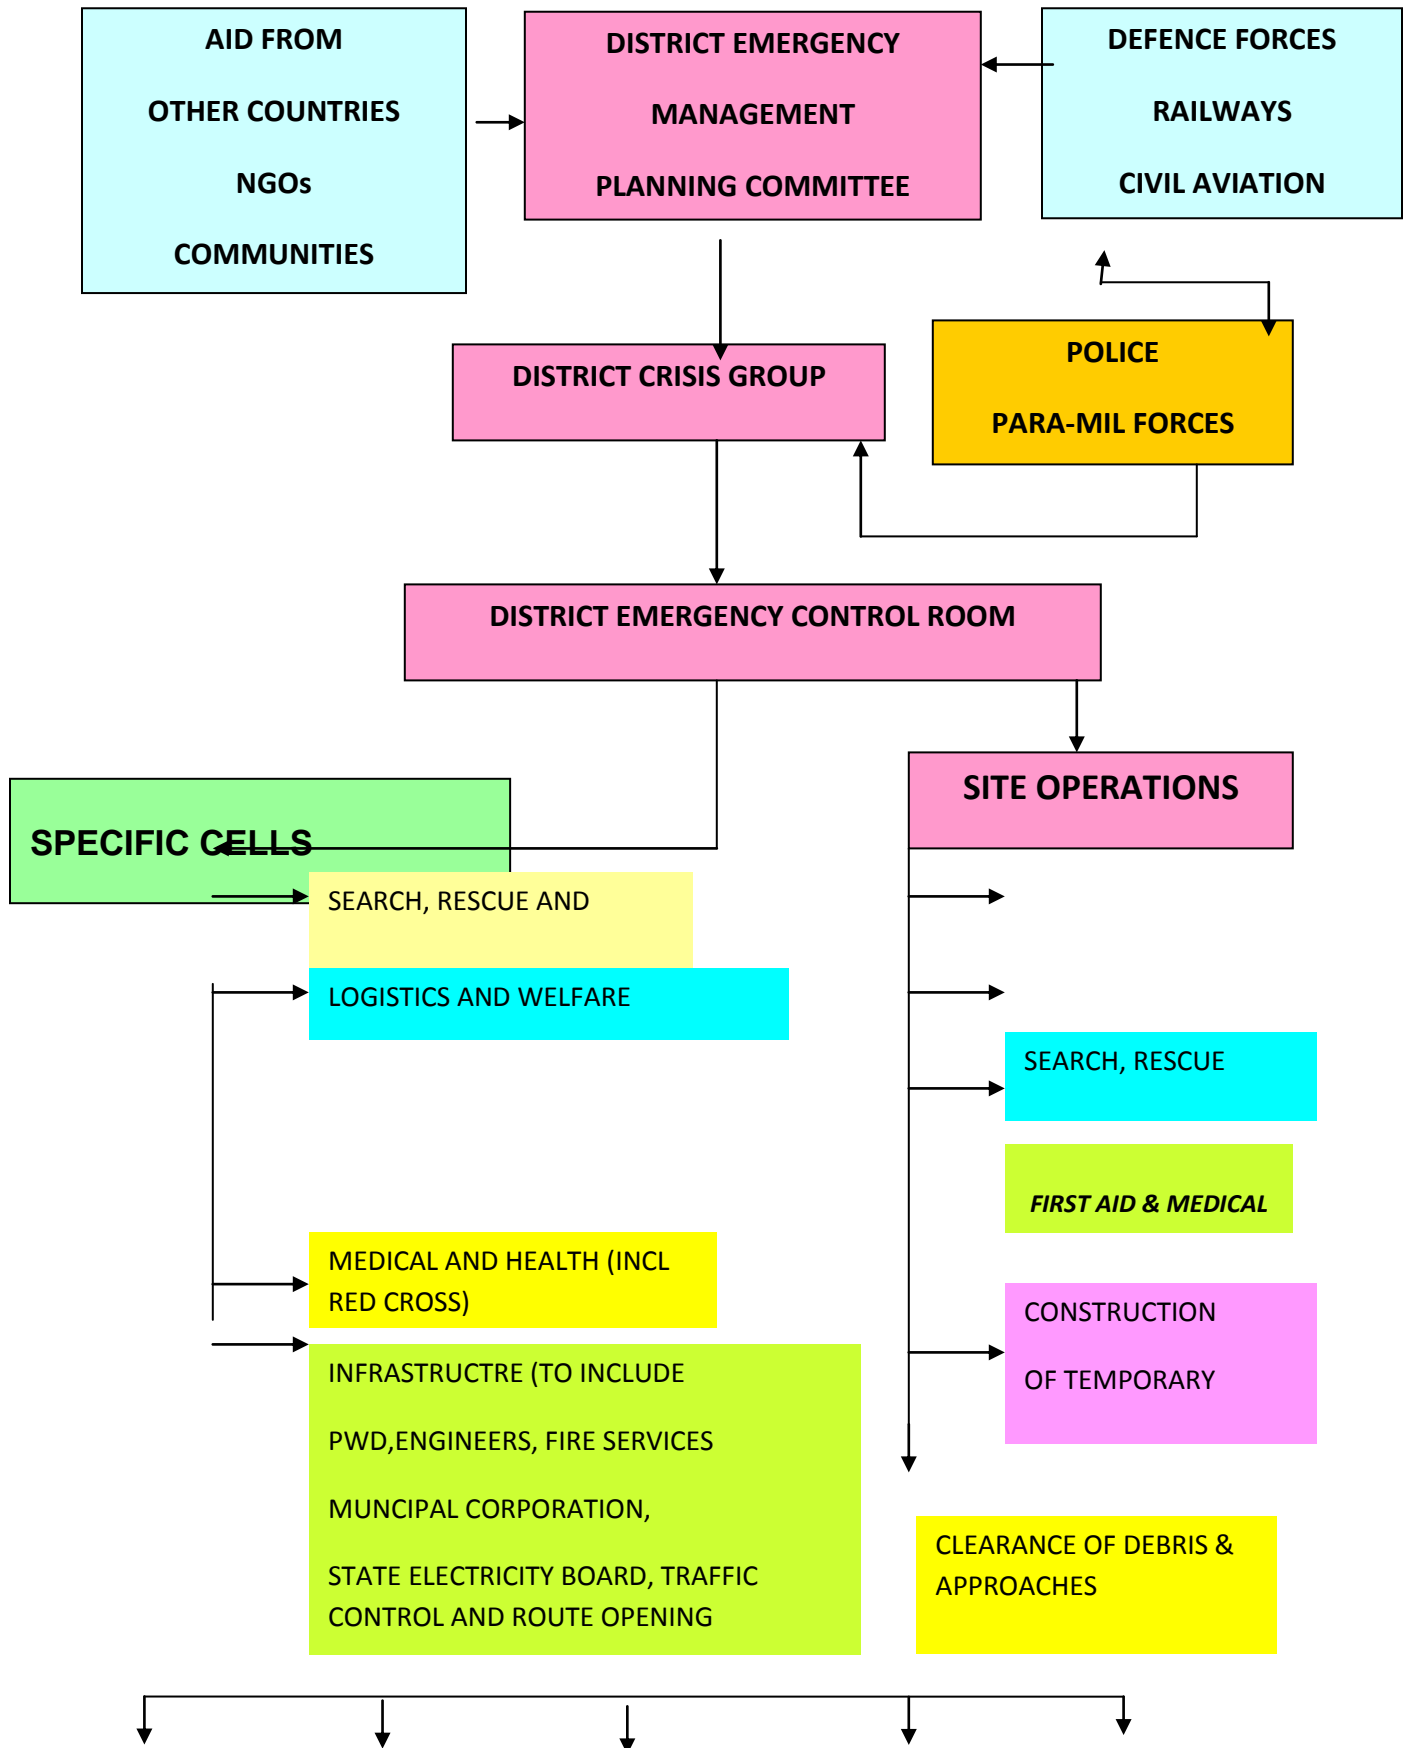 AID FROM
OTHER COUNTRIES
NGOs
COMMUNITIES
DISTRICT EMERGENCY
MANAGEMENT
PLANNING COMMITTEE
DEFENCE FORCES
RAILWAYS
CIVIL AVIATION
DISTRICT CRISIS GROUP
POLICE
PARA-MIL FORCES
DISTRICT EMERGENCY CONTROL ROOM
SPECIFIC CELLS
SITE OPERATIONS
SEARCH, RESCUE AND
LOGISTICS AND WELFARE
MEDICAL AND HEALTH (INCL
RED CROSS)
INFRASTRUCTRE (TO INCLUDE
PWD,ENGINEERS, FIRE SERVICES
MUNCIPAL CORPORATION,
STATE ELECTRICITY BOARD, TRAFFIC
CONTROL AND ROUTE OPENING
SEARCH, RESCUE
FIRST AID & MEDICAL
CONSTRUCTION
OF TEMPORARY
CLEARANCE OF DEBRIS &
APPROACHES